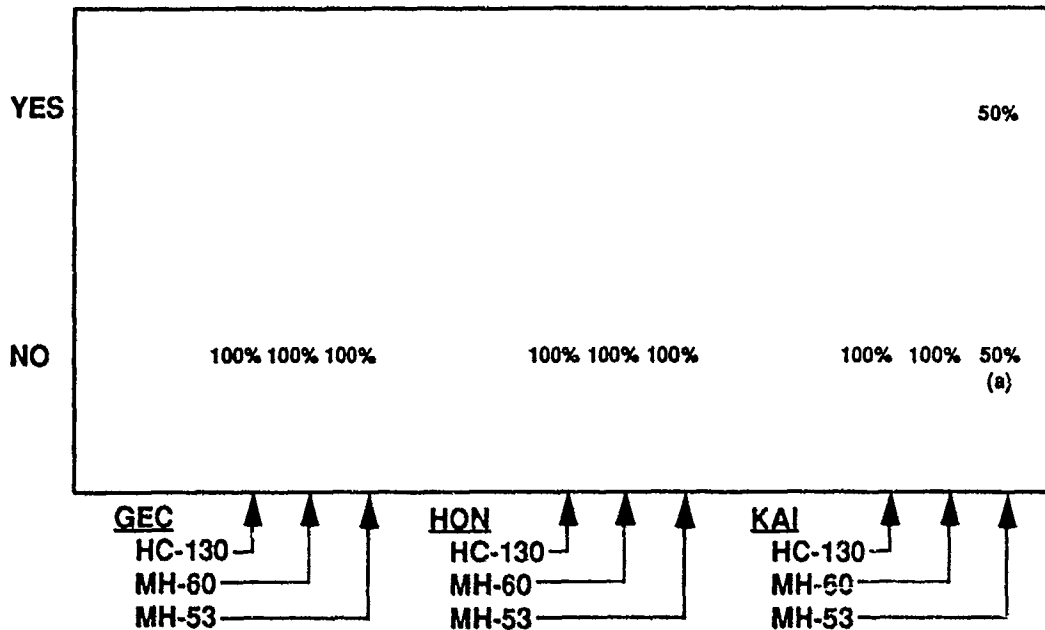 YES 50%
NO 100% 100% 100% 100% 100% 100% 100% 100% 50%
(a)
GEC HON KAI
HC-130 HC-130 HC-130
MH-60 MH-60 MH-60
MH-53 MH-53 MH-53